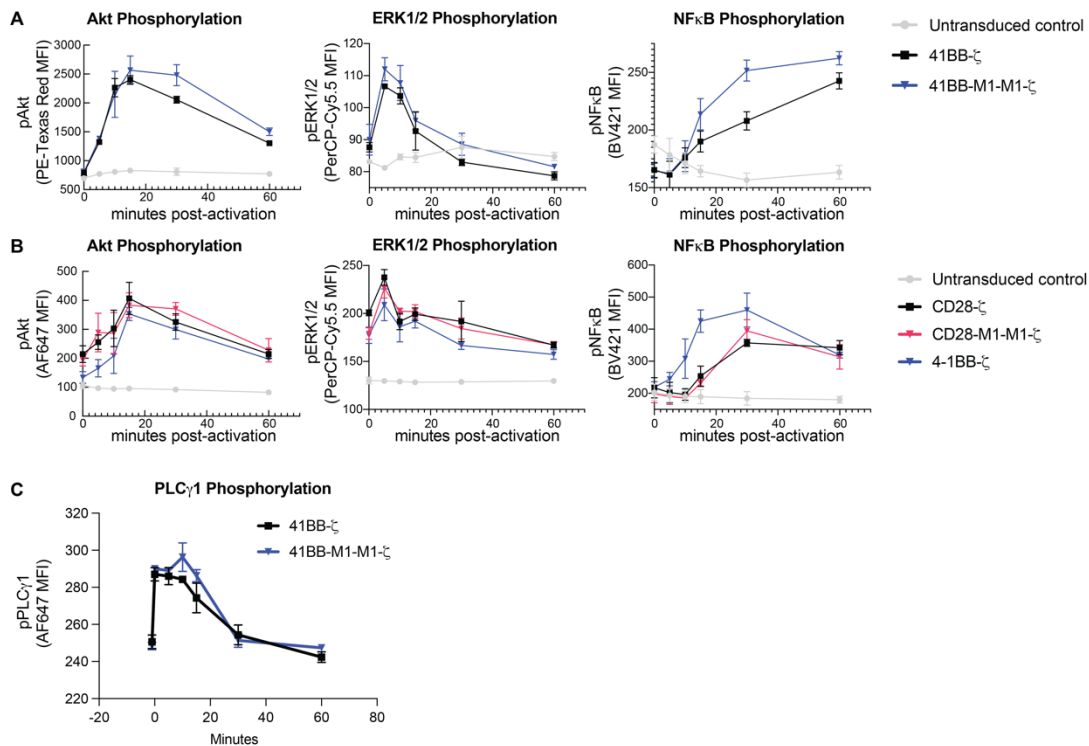 A
Akt Phosphorylation
pAkt
(PE-Texas Red MFI)
3000
2500
2000
1500
1000
500
0
20
40
60
minutes post-activation
ERK1/2 Phosphorylation
pERK1/2
(PerCP-Cy5.5 MFI)
120
100
80
0
20
40
60
minutes post-activation
NFκB Phosphorylation
pNFκB
(BV421 MFI)
250
200
150
0
20
40
60
minutes post-activation
Untransduced control
41BB-ζ
41BB-M1-M1-ζ
B
Akt Phosphorylation
pAkt
(AF647 MFI)
500
400
300
200
100
0
0
20
40
60
minutes post-activation
ERK1/2 Phosphorylation
pERK1/2
(PerCP-Cy5.5 MFI)
250
200
150
100
0
20
40
60
minutes post-activation
NFκB Phosphorylation
pNFκB
(BV421 MFI)
600
500
400
300
200
0
20
40
60
minutes post-activation
Untransduced control
CD28-ζ
CD28-M1-M1-ζ
4-1BB-ζ
C
PLCγ1 Phosphorylation
pPLCγ1
(AF647 MFI)
320
300
280
260
240
220
-20
0
20
40
60
80
Minutes
41BB-ζ
41BB-M1-M1-ζ